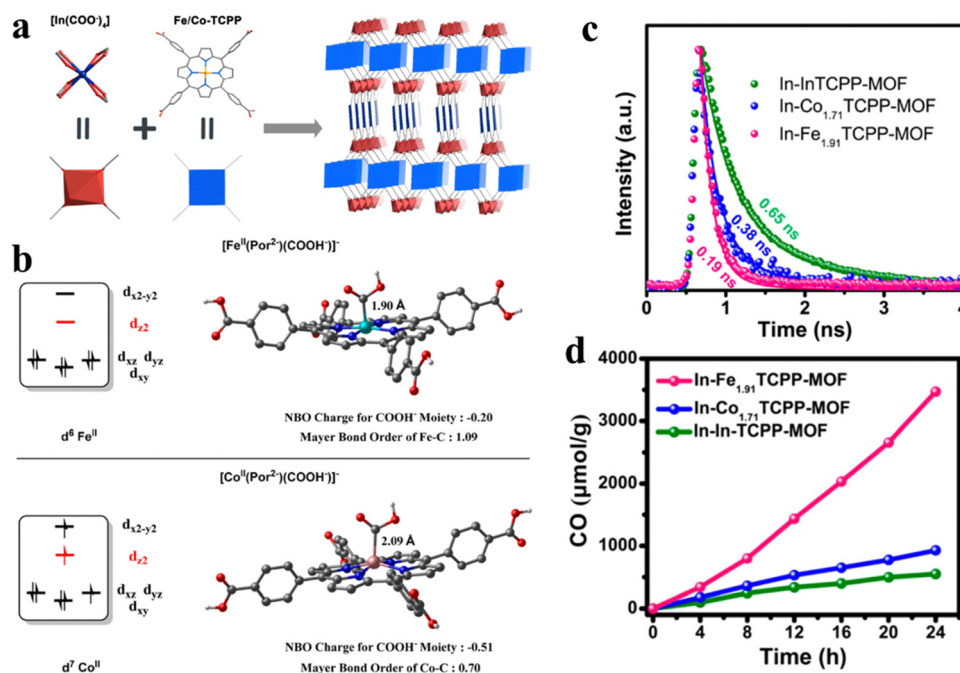 a
[In(COO⁻)₄]
Fe/Co-TCPP
=
+
=
b
[Feᴵᴵ(Por²⁻)(COOH⁻)]⁻
dx2-y2
dz2
dxz dyz
dxy
d⁶ Feᴵᴵ
1.90 Å
NBO Charge for COOH⁻ Moiety : -0.20
Mayer Bond Order of Fe-C : 1.09
[Coᴵᴵ(Por²⁻)(COOH⁻)]⁻
dx2-y2
dz2
dxz dyz
dxy
d⁷ Coᴵᴵ
2.09 Å
NBO Charge for COOH⁻ Moiety : -0.51
Mayer Bond Order of Co-C : 0.70
c
Intensity (a.u.)
In-InTCPP-MOF
In-Co1.71TCPP-MOF
In-Fe1.91TCPP-MOF
0.65 ns
0.38 ns
0.19 ns
0 1 2 3 4
Time (ns)
d
CO (μmol/g)
4000
3000
2000
1000
500
0
In-Fe1.91TCPP-MOF
In-Co1.71TCPP-MOF
In-In-TCPP-MOF
0 4 8 12 16 20 24
Time (h)